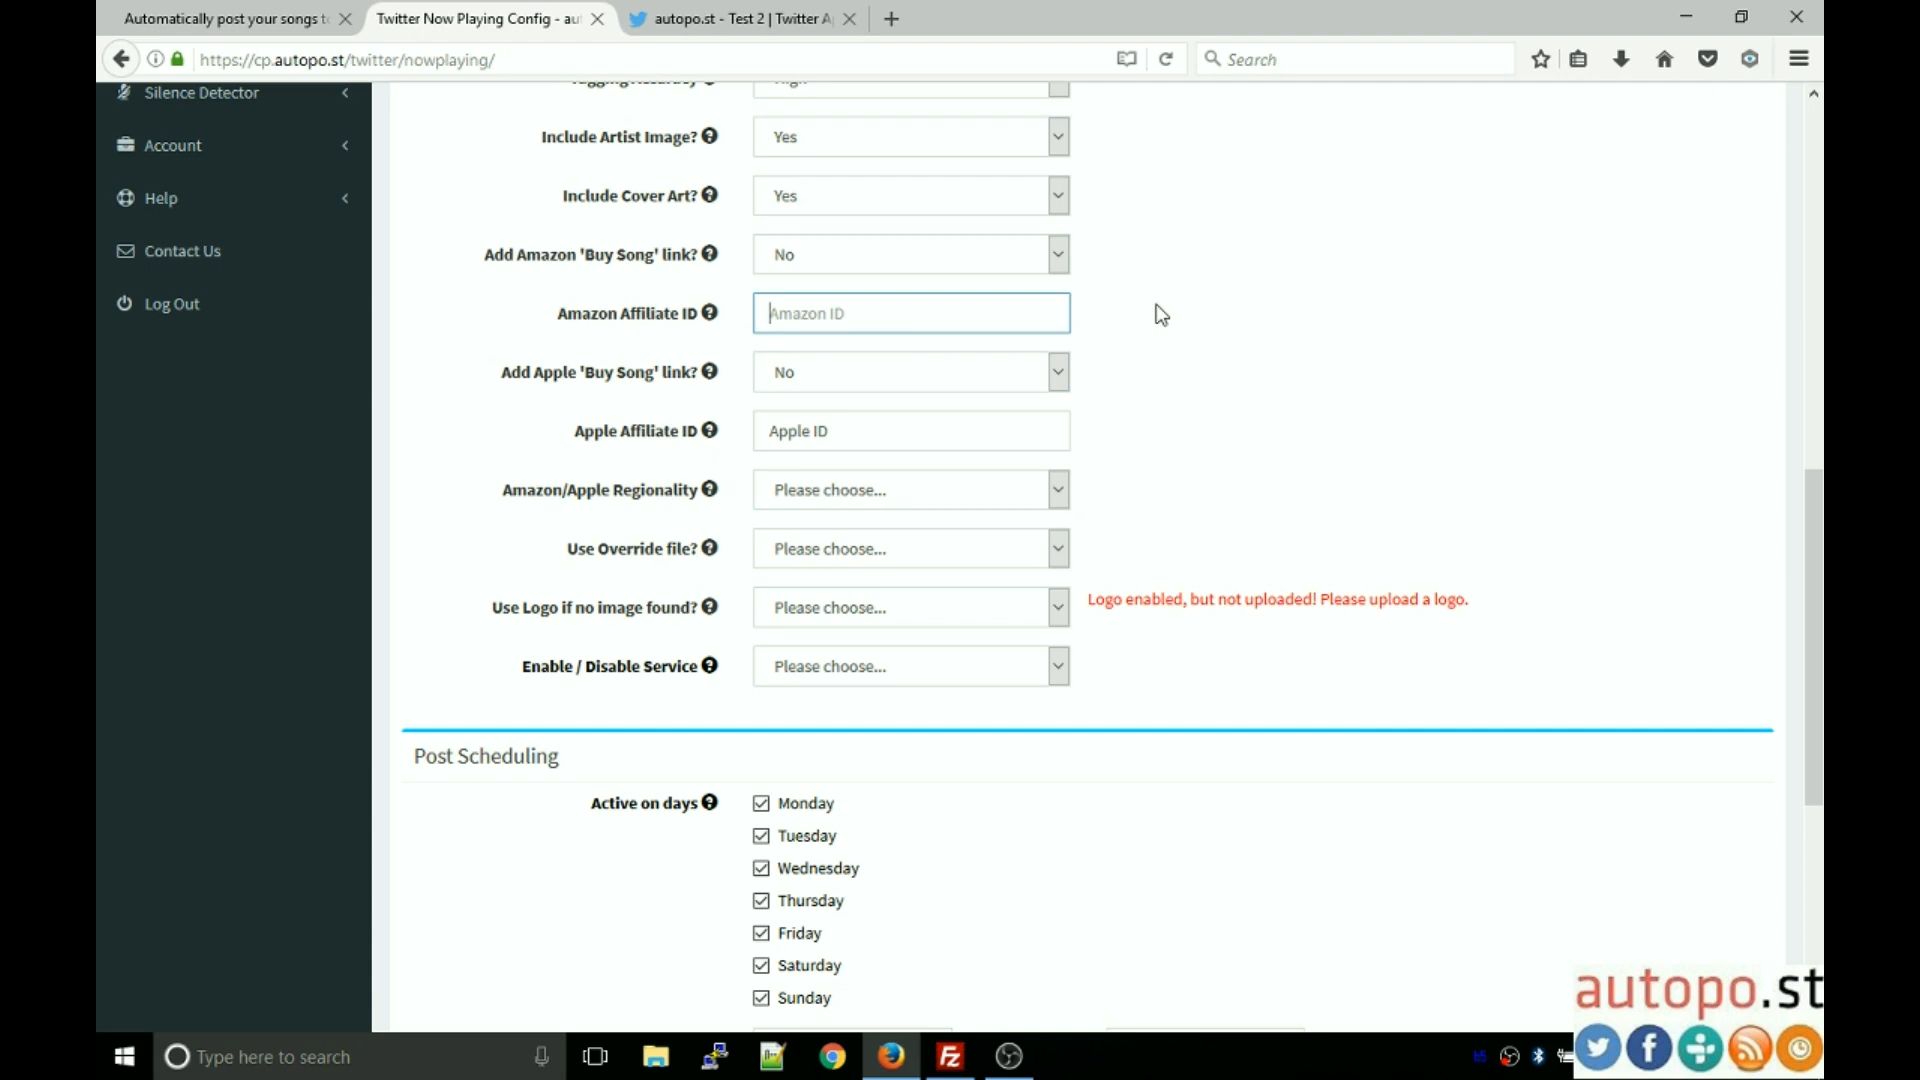 Automatically post your songs t
Twitter Now Playing Config - au
autopo.st - Test 2 | Twitter A
https://cp.autopo.st/twitter/nowplaying/
Search
Silence Detector
Account
Help
Contact Us
Log Out
Tagging Accuracy
High
Include Artist Image?
Yes
Include Cover Art?
Yes
Add Amazon 'Buy Song' link?
No
Amazon Affiliate ID
Amazon ID
Add Apple 'Buy Song' link?
No
Apple Affiliate ID
Apple ID
Amazon/Apple Regionality
Please choose...
Use Override file?
Please choose...
Use Logo if no image found?
Please choose...
Logo enabled, but not uploaded! Please upload a logo.
Enable / Disable Service
Please choose...
Post Scheduling
Active on days
Monday
Tuesday
Wednesday
Thursday
Friday
Saturday
Sunday
autopo.st
Type here to search